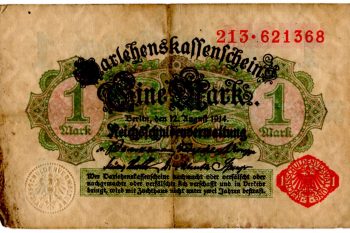 213·621368
Darlehenskassenschein
Eine Mark.
1
Mark
1
Mark
Berlin, den 12. August 1914.
Reichsschuldenverwaltung
Wer Darlehenskassenscheine nachmacht oder verfälscht oder
nachgemachte oder verfälschte sich verschafft und in Verkehr
bringt, wird mit Zuchthaus nicht unter zwei Jahren bestraft.